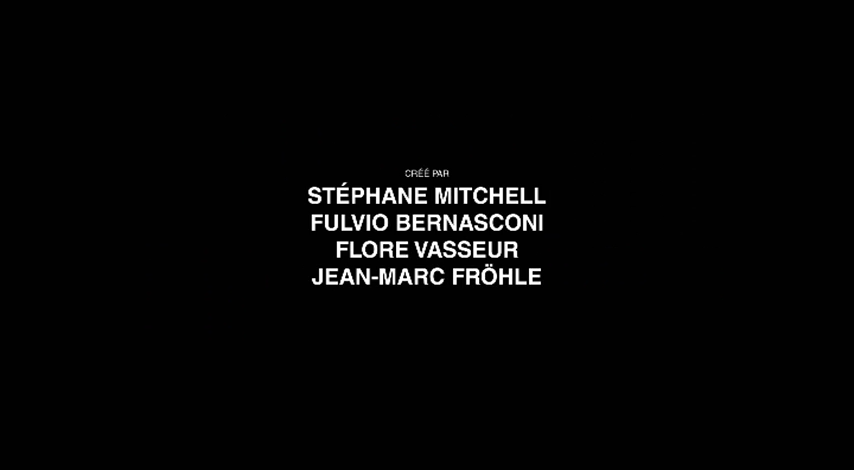 CRÉÉ PAR
STÉPHANE MITCHELL
FULVIO BERNASCONI
FLORE VASSEUR
JEAN-MARC FRÖHLE